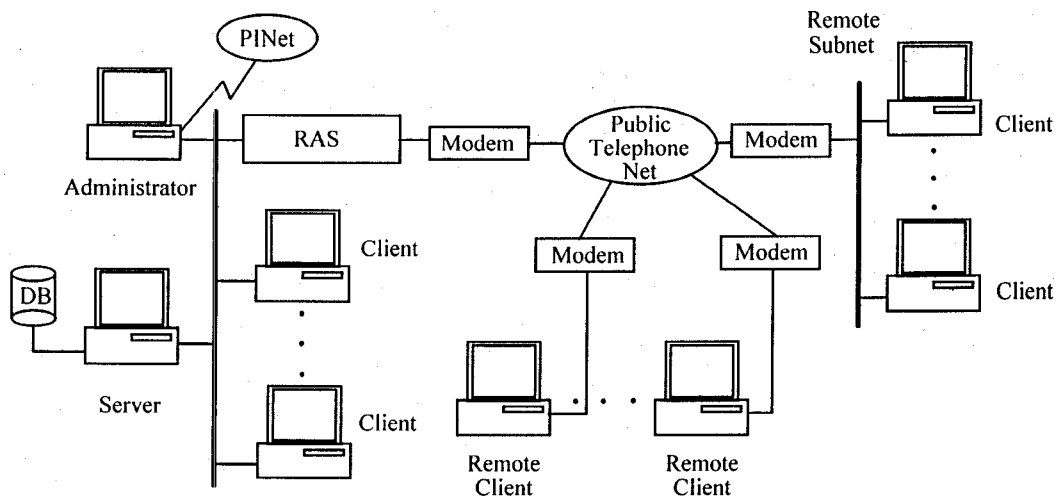 PINet
Remote
Subnet
RAS
Modem
Public
Telephone
Net
Modem
Client
Administrator
Client
Modem
Modem
DB
Client
Server
Client
Remote
Client
Remote
Client